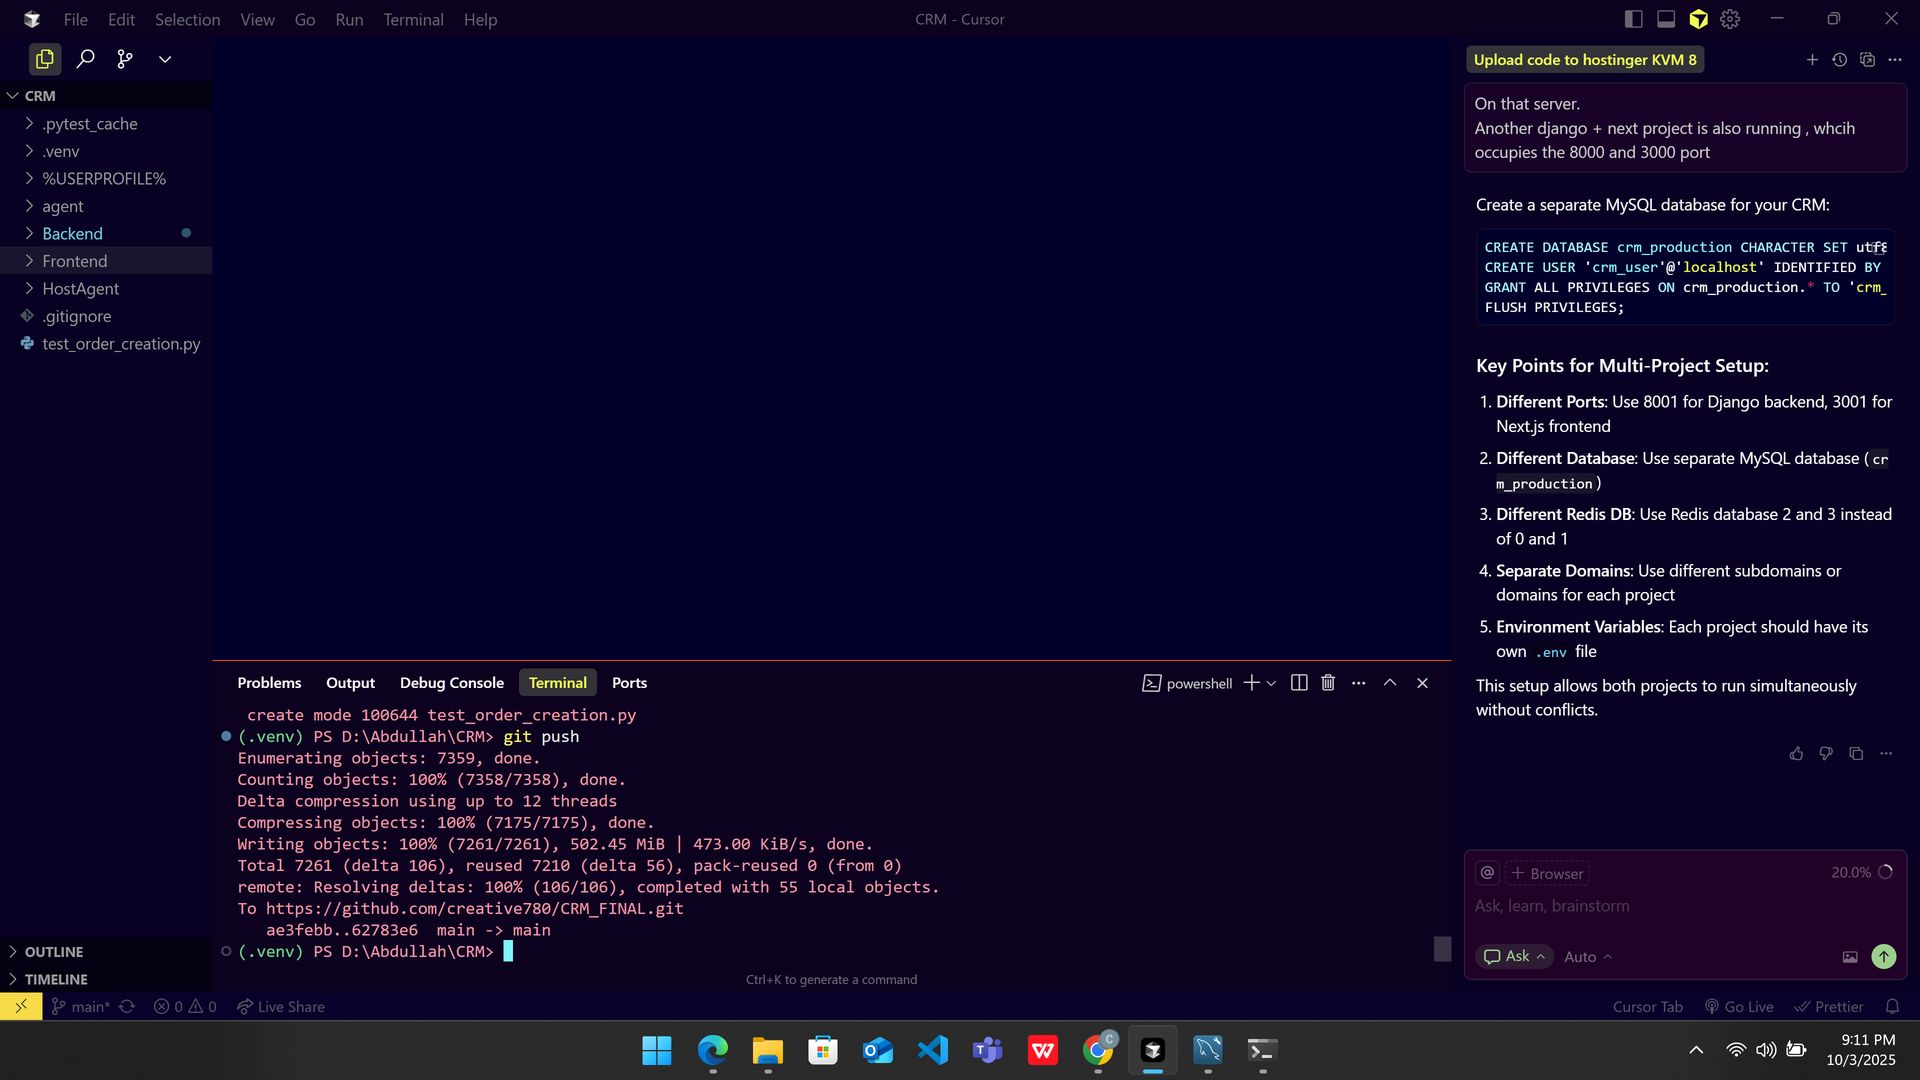 File Edit Selection View Go Run Terminal Help
CRM - Cursor
CRM
.pytest_cache
.venv
%USERPROFILE%
agent
Backend
Frontend
HostAgent
.gitignore
test_order_creation.py
OUTLINE
TIMELINE
Problems Output Debug Console Terminal Ports
powershell
create mode 100644 test_order_creation.py
(.venv) PS D:\Abdullah\CRM> git push
Enumerating objects: 7359, done.
Counting objects: 100% (7358/7358), done.
Delta compression using up to 12 threads
Compressing objects: 100% (7175/7175), done.
Writing objects: 100% (7261/7261), 502.45 MiB | 473.00 KiB/s, done.
Total 7261 (delta 106), reused 7210 (delta 56), pack-reused 0 (from 0)
remote: Resolving deltas: 100% (106/106), completed with 55 local objects.
To https://github.com/creative780/CRM_FINAL.git
ae3febb..62783e6 main -> main
(.venv) PS D:\Abdullah\CRM>
Ctrl+K to generate a command
Upload code to hostinger KVM 8
On that server.
Another django + next project is also running , whcih
occupies the 8000 and 3000 port
Create a separate MySQL database for your CRM:
CREATE DATABASE crm_production CHARACTER SET utf8
CREATE USER 'crm_user'@'localhost' IDENTIFIED BY
GRANT ALL PRIVILEGES ON crm_production.* TO 'crm_
FLUSH PRIVILEGES;
Key Points for Multi-Project Setup:
1. Different Ports: Use 8001 for Django backend, 3001 for
Next.js frontend
2. Different Database: Use separate MySQL database (cr
m_production)
3. Different Redis DB: Use Redis database 2 and 3 instead
of 0 and 1
4. Separate Domains: Use different subdomains or
domains for each project
5. Environment Variables: Each project should have its
own .env file
This setup allows both projects to run simultaneously
without conflicts.
@ + Browser 20.0%
Ask, learn, brainstorm
Ask Auto
main* 0 0 Live Share
Cursor Tab Go Live Prettier
9:11 PM
10/3/2025